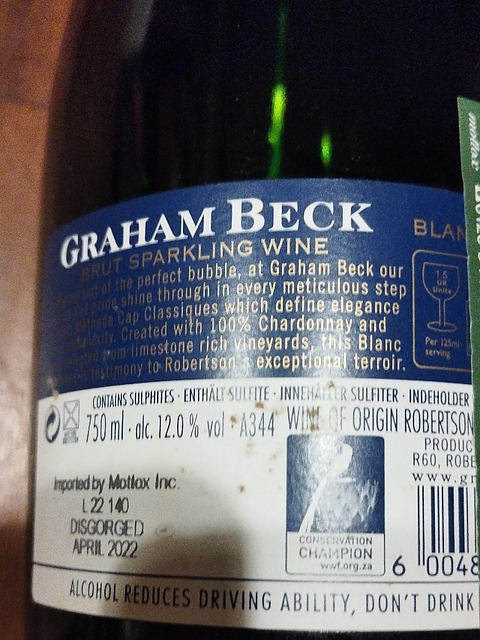 GRAHAM BECK
BRUT SPARKLING WINE
BLAN
of the perfect bubble, at Graham Beck our
shine through in every meticulous step
Cap Classiques which define elegance
Created with 100% Chardonnay and
from limestone rich vineyards, this Blanc
testimony to Robertson's exceptional terroir.
1.5
UK
Units
Per 125ml
serving
CONTAINS SULPHITES · ENTHÄLT SULFITE · INNEHÅLLER SULFITER · INDEHOLDER
750 ml · alc. 12.0 % vol · A344 WINE OF ORIGIN ROBERTSON
PRODUC
R60, ROBE
www.gr
Imported by Motlox Inc.
L 22 140
DISGORGED
APRIL 2022
CONSERVATION
CHAMPION
wwf.org.za
6 0048
ALCOHOL REDUCES DRIVING ABILITY, DON'T DRINK
motlox